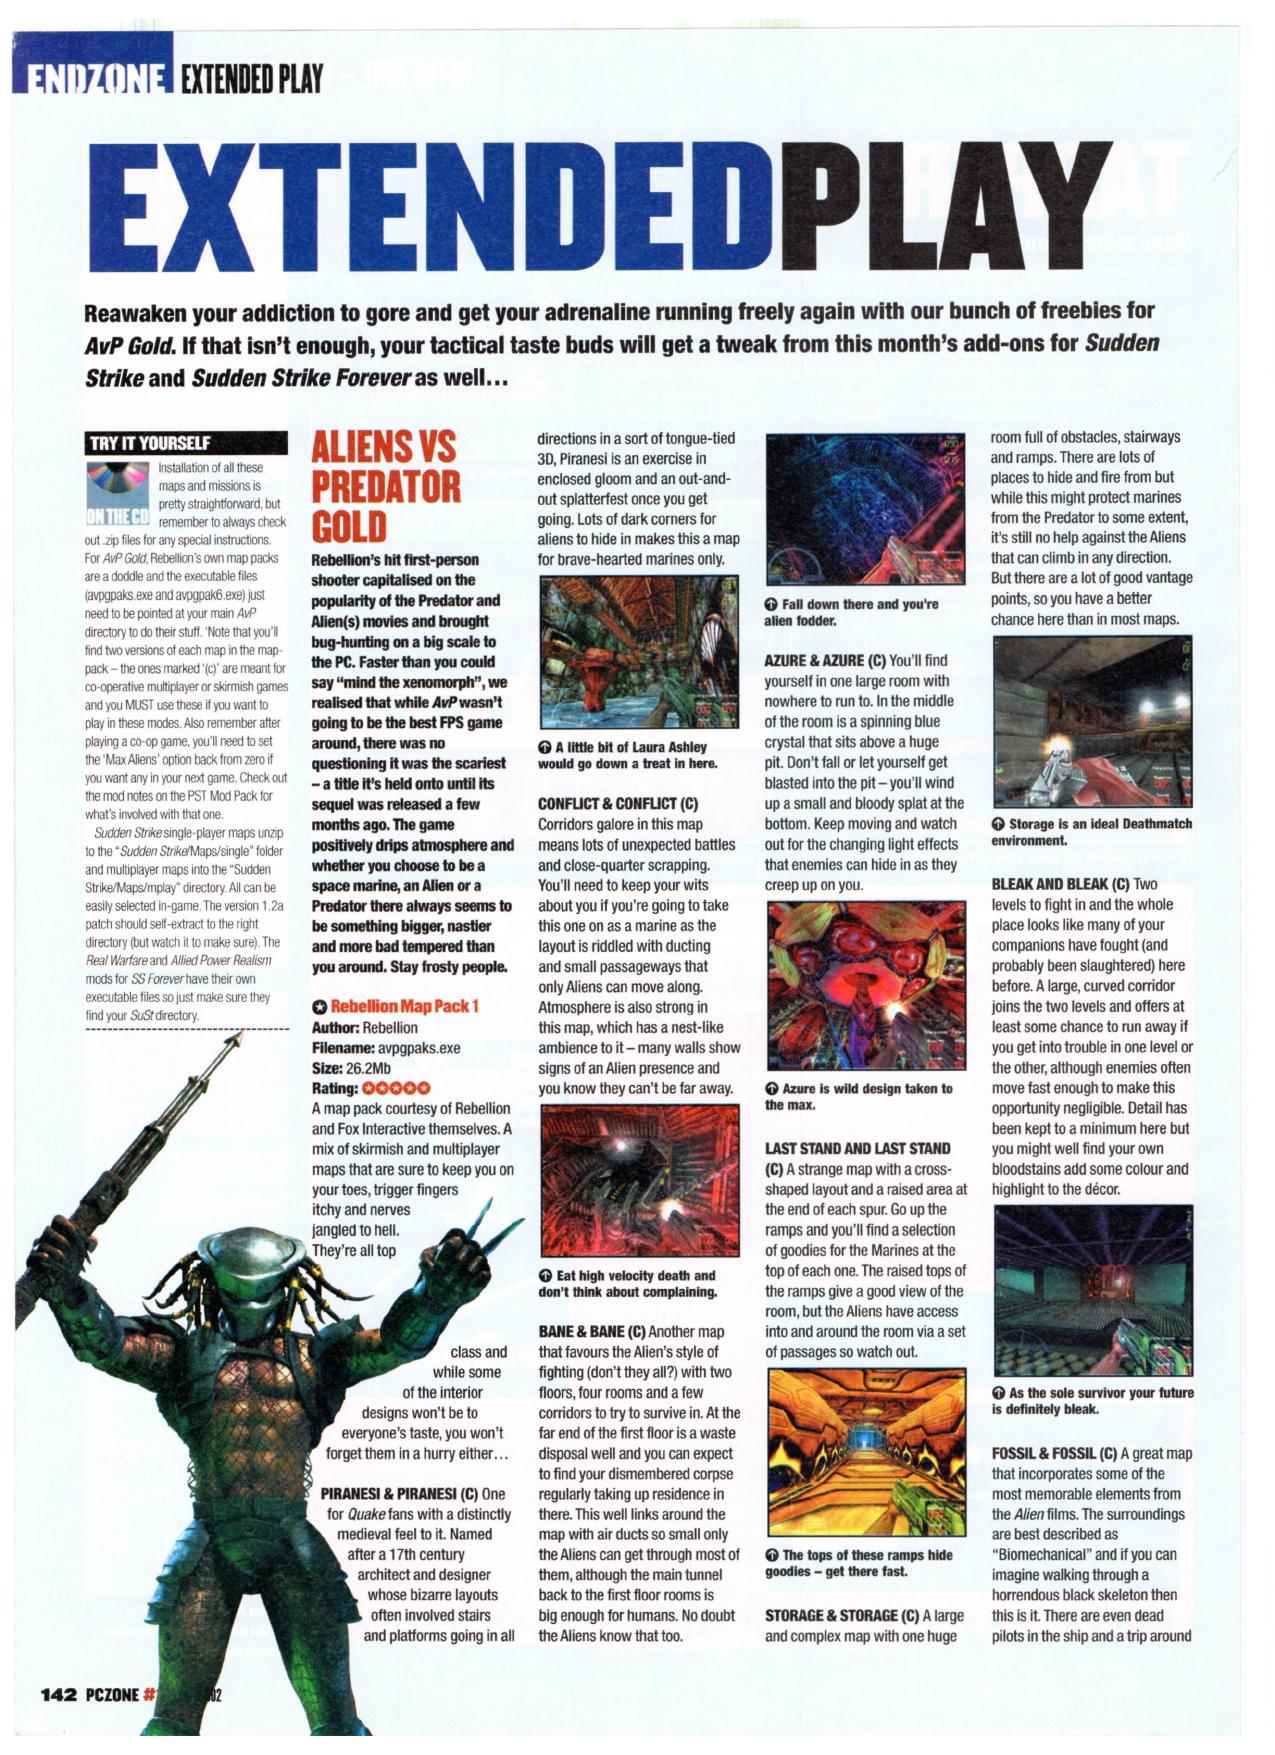 ENDZONE EXTENDED PLAY
EXTENDEDPLAY
Reawaken your addiction to gore and get your adrenaline running freely again with our bunch of freebies for
AvP Gold. If that isn't enough, your tactical taste buds will get a tweak from this month's add-ons for Sudden
Strike and Sudden Strike Forever as well...
TRY IT YOURSELF
ON THE CD
Installation of all these
maps and missions is
pretty straightforward, but
remember to always check
out .zip files for any special instructions.
For AvP Gold, Rebellion's own map packs
are a doddle and the executable files
(avpgpaks.exe and avpgpak6.exe) just
need to be pointed at your main AvP
directory to do their stuff. 'Note that you'll
find two versions of each map in the map-
pack – the ones marked '(c)' are meant for
co-operative multiplayer or skirmish games
and you MUST use these if you want to
play in these modes. Also remember after
playing a co-op game, you'll need to set
the 'Max Aliens' option back from zero if
you want any in your next game. Check out
the mod notes on the PST Mod Pack for
what's involved with that one.
Sudden Strike single-player maps unzip
to the "Sudden Strike/Maps/single" folder
and multiplayer maps into the "Sudden
Strike/Maps/mplay" directory. All can be
easily selected in-game. The version 1.2a
patch should self-extract to the right
directory (but watch it to make sure). The
Real Warfare and Allied Power Realism
mods for SS Forever have their own
executable files so just make sure they
find your SuSt directory.
ALIENS VS
PREDATOR
GOLD
Rebellion's hit first-person
shooter capitalised on the
popularity of the Predator and
Alien(s) movies and brought
bug-hunting on a big scale to
the PC. Faster than you could
say "mind the xenomorph", we
realised that while AvP wasn't
going to be the best FPS game
around, there was no
questioning it was the scariest
– a title it's held onto until its
sequel was released a few
months ago. The game
positively drips atmosphere and
whether you choose to be a
space marine, an Alien or a
Predator there always seems to
be something bigger, nastier
and more bad tempered than
you around. Stay frosty people.
Rebellion Map Pack 1
Author: Rebellion
Filename: avpgpaks.exe
Size: 26.2Mb
Rating:
A map pack courtesy of Rebellion
and Fox Interactive themselves. A
mix of skirmish and multiplayer
maps that are sure to keep you on
your toes, trigger fingers
itchy and nerves
jangled to hell.
They're all top
class and
while some
of the interior
designs won't be to
everyone's taste, you won't
forget them in a hurry either...
PIRANESI & PIRANESI (C) One
for Quake fans with a distinctly
medieval feel to it. Named
after a 17th century
architect and designer
whose bizarre layouts
often involved stairs
and platforms going in all
directions in a sort of tongue-tied
3D, Piranesi is an exercise in
enclosed gloom and an out-and-
out splatterfest once you get
going. Lots of dark corners for
aliens to hide in makes this a map
for brave-hearted marines only.
A little bit of Laura Ashley
would go down a treat in here.
CONFLICT & CONFLICT (C)
Corridors galore in this map
means lots of unexpected battles
and close-quarter scrapping.
You'll need to keep your wits
about you if you're going to take
this one on as a marine as the
layout is riddled with ducting
and small passageways that
only Aliens can move along.
Atmosphere is also strong in
this map, which has a nest-like
ambience to it – many walls show
signs of an Alien presence and
you know they can't be far away.
Eat high velocity death and
don't think about complaining.
BANE & BANE (C) Another map
that favours the Alien's style of
fighting (don't they all?) with two
floors, four rooms and a few
corridors to try to survive in. At the
far end of the first floor is a waste
disposal well and you can expect
to find your dismembered corpse
regularly taking up residence in
there. This well links around the
map with air ducts so small only
the Aliens can get through most of
them, although the main tunnel
back to the first floor rooms is
big enough for humans. No doubt
the Aliens know that too.
Fall down there and you're
alien fodder.
AZURE & AZURE (C) You'll find
yourself in one large room with
nowhere to run to. In the middle
of the room is a spinning blue
crystal that sits above a huge
pit. Don't fall or let yourself get
blasted into the pit – you'll wind
up a small and bloody splat at the
bottom. Keep moving and watch
out for the changing light effects
that enemies can hide in as they
creep up on you.
Azure is wild design taken to
the max.
LAST STAND AND LAST STAND
(C) A strange map with a cross-
shaped layout and a raised area at
the end of each spur. Go up the
ramps and you'll find a selection
of goodies for the Marines at the
top of each one. The raised tops of
the ramps give a good view of the
room, but the Aliens have access
into and around the room via a set
of passages so watch out.
The tops of these ramps hide
goodies – get there fast.
STORAGE & STORAGE (C) A large
and complex map with one huge
room full of obstacles, stairways
and ramps. There are lots of
places to hide and fire from but
while this might protect marines
from the Predator to some extent,
it's still no help against the Aliens
that can climb in any direction.
But there are a lot of good vantage
points, so you have a better
chance here than in most maps.
Storage is an ideal Deathmatch
environment.
BLEAK AND BLEAK (C) Two
levels to fight in and the whole
place looks like many of your
companions have fought (and
probably been slaughtered) here
before. A large, curved corridor
joins the two levels and offers at
least some chance to run away if
you get into trouble in one level or
the other, although enemies often
move fast enough to make this
opportunity negligible. Detail has
been kept to a minimum here but
you might well find your own
bloodstains add some colour and
highlight to the décor.
As the sole survivor your future
is definitely bleak.
FOSSIL & FOSSIL (C) A great map
that incorporates some of the
most memorable elements from
the Alien films. The surroundings
are best described as
"Biomechanical" and if you can
imagine walking through a
horrendous black skeleton then
this is it. There are even dead
pilots in the ship and a trip around
142 PCZONE #